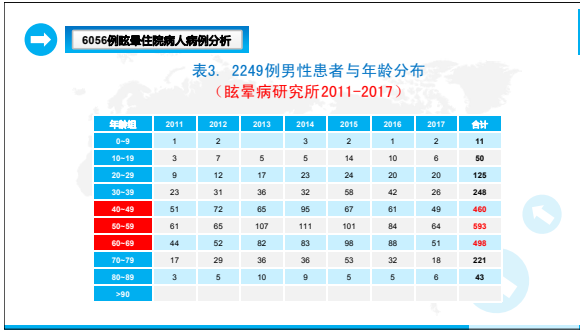 6056例眩晕住院病人病例分析
表3. 2249例男性患者与年龄分布
（眩晕病研究所2011-2017）
年龄组 2011 2012 2013 2014 2015 2016 2017 合计
0-9 1 2 3 2 1 2 11
10-19 3 7 5 5 14 10 6 50
20-29 9 12 17 23 24 20 20 125
30-39 23 31 36 32 58 42 26 248
40-49 51 72 65 95 67 61 49 460
50-59 61 65 107 111 101 84 64 593
60-69 44 52 82 83 98 88 51 498
70-79 17 29 36 36 53 32 18 221
80-89 3 5 10 9 5 5 6 43
>90